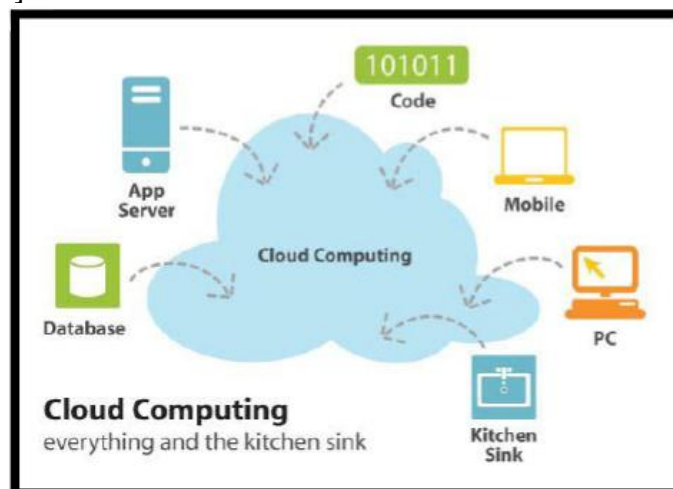 101011
Code
App
Server
Mobile
Cloud Computing
Database
PC
Cloud Computing
everything and the kitchen sink
Kitchen
Sink